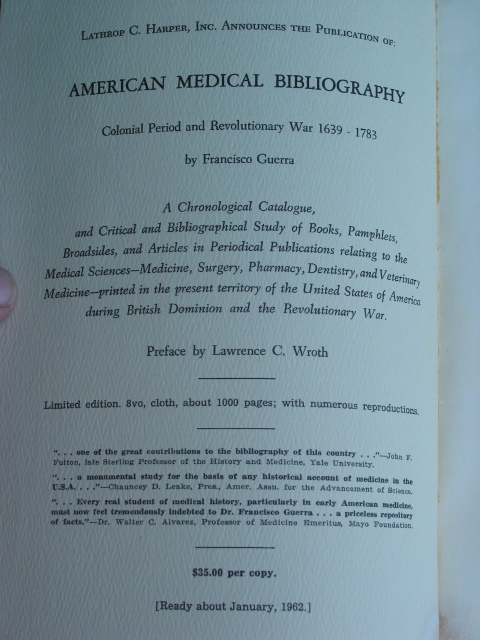 Lathrop C. Harper, Inc. Announces the Publication of:
AMERICAN MEDICAL BIBLIOGRAPHY
Colonial Period and Revolutionary War 1639 - 1783
by Francisco Guerra
A Chronological Catalogue,
and Critical and Bibliographical Study of Books, Pamphlets,
Broadsides, and Articles in Periodical Publications relating to the
Medical Sciences—Medicine, Surgery, Pharmacy, Dentistry, and Veterinary
Medicine—printed in the present territory of the United States of America
during British Dominion and the Revolutionary War.
Preface by Lawrence C. Wroth
Limited edition. 8vo, cloth, about 1000 pages; with numerous reproductions.
". . . one of the great contributions to the bibliography of this country . . ."—John F.
Fulton, late Sterling Professor of the History and Medicine, Yale University.
". . . a monumental study for the basis of any historical account of medicine in the
U.S.A. . . ."—Chauncey D. Leake, Pres., Amer. Assn. for the Advancement of Science.
". . . Every real student of medical history, particularly in early American medicine,
must now feel tremendously indebted to Dr. Francisco Guerra . . . a priceless repository
of facts."—Dr. Walter C. Alvarez, Professor of Medicine Emeritus, Mayo Foundation.
$35.00 per copy.
[Ready about January, 1962.]